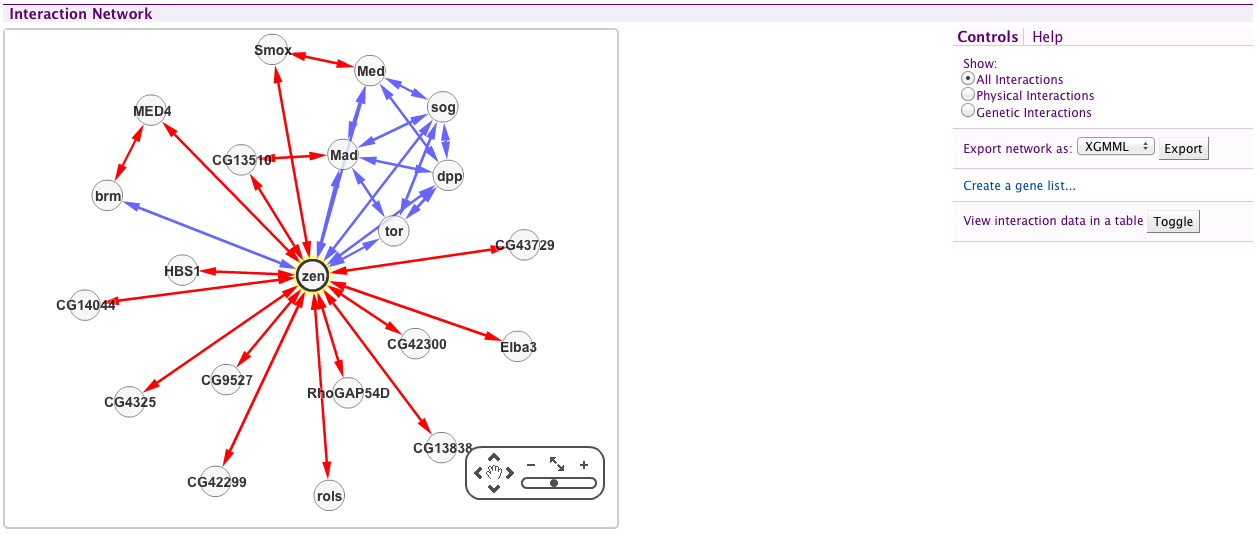 Interaction Network
Controls
Help
Smox
Med
MED4
sog
CG13510
Mad
dpp
brm
tor
CG43729
HBS1
zen
CG14044
CG42300
Elba3
CG9527
RhoGAP54D
CG4325
CG13838
CG42299
rols
Show:
All Interactions
Physical Interactions
Genetic Interactions
Export network as: XGMML Export
Create a gene list...
View interaction data in a table Toggle